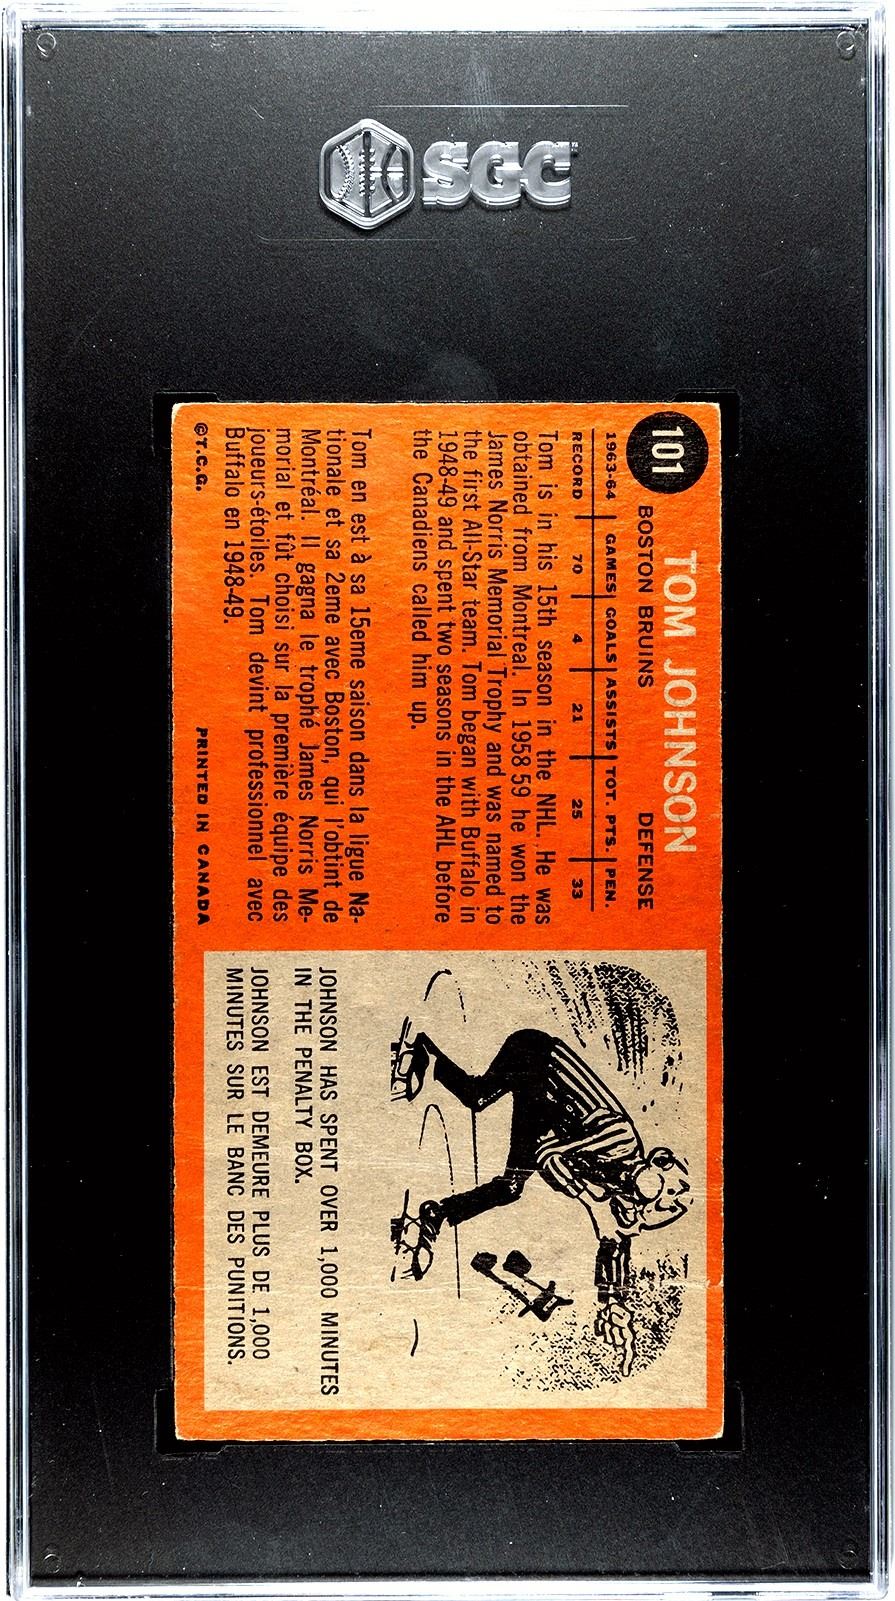 SGC
101
TOM JOHNSON
BOSTON BRUINS DEFENSE
1963-64 GAMES GOALS ASSISTS TOT. PTS. PEN.
RECORD 70 4 21 25 33
Tom is in his 15th season in the NHL. He was
obtained from Montreal. In 1958 59 he won the
James Norris Memorial Trophy and was named to
the first All-Star team. Tom began with Buffalo in
1948-49 and spent two seasons in the AHL before
the Canadiens called him up.
Tom en est à sa 15eme saison dans la ligue Na-
tionale et sa 2eme avec Boston, qui l'obtint de
Montréal. Il gagna le trophé James Norris Me-
morial et fût choisi sur la première équipe des
joueurs-étoiles. Tom devint professionnel avec
Buffalo en 1948-49.
©T.C.G. PRINTED IN CANADA
JOHNSON HAS SPENT OVER 1,000 MINUTES
IN THE PENALTY BOX.
JOHNSON EST DEMEURE PLUS DE 1,000
MINUTES SUR LE BANC DES PUNITIONS.